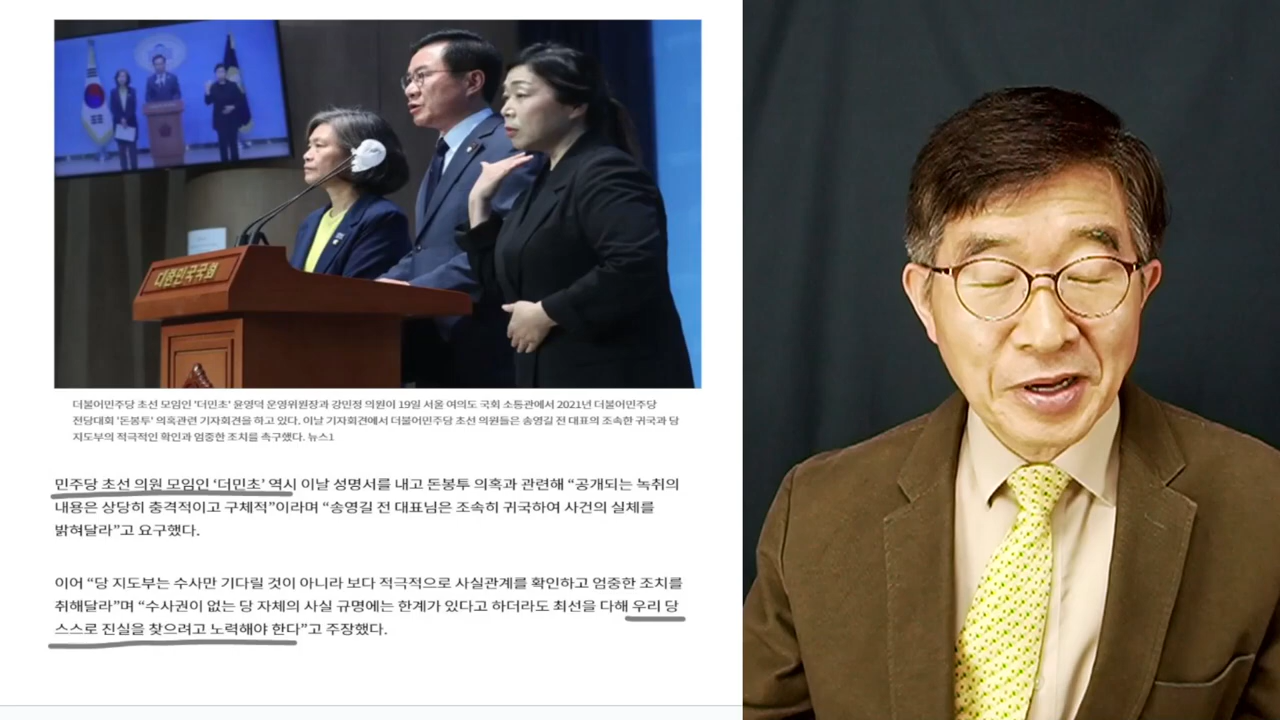 대한민국국회
더불어민주당 초선 모임인 '더민초' 윤영덕 운영위원장과 강민정 의원이 19일 서울 여의도 국회 소통관에서 2021년 더불어민주당
전당대회 '돈봉투' 의혹관련 기자회견을 하고 있다. 이날 기자회견에서 더불어민주당 초선 의원들은 송영길 전 대표의 조속한 귀국과 당
지도부의 적극적인 확인과 엄중한 조치를 촉구했다. 뉴스1
민주당 초선 의원 모임인 ‘더민초’ 역시 이날 성명서를 내고 돈봉투 의혹과 관련해 “공개되는 녹취의
내용은 상당히 충격적이고 구체적”이라며 “송영길 전 대표님은 조속히 귀국하여 사건의 실체를
밝혀달라”고 요구했다.
이어 “당 지도부는 수사만 기다릴 것이 아니라 보다 적극적으로 사실관계를 확인하고 엄중한 조치를
취해달라”며 “수사권이 없는 당 자체의 사실 규명에는 한계가 있다고 하더라도 최선을 다해 우리 당
스스로 진실을 찾으려고 노력해야 한다”고 주장했다.